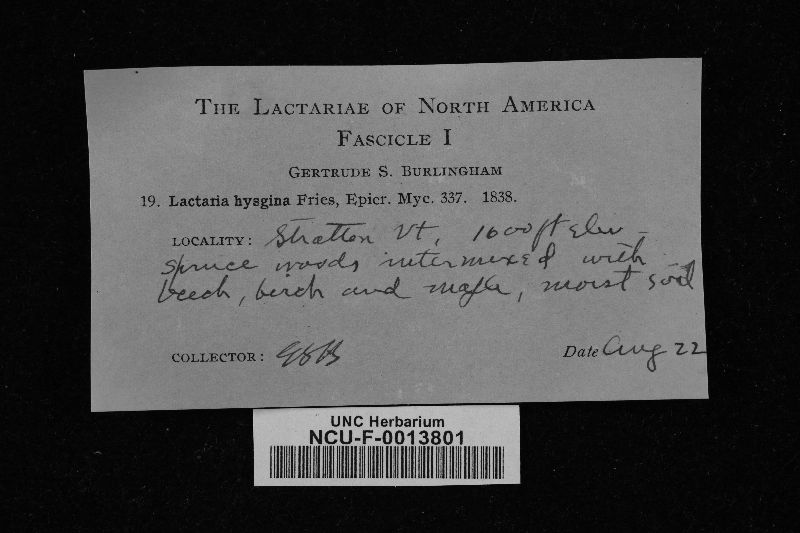 THE LACTARIAE OF NORTH AMERICA
FASCICLE I
GERTRUDE S. BURLINGHAM
19. Lactaria hysgina Fries, Epicr. Myc. 337. 1838.
LOCALITY: Stratton Vt, 1600 ft Elev -
spruce woods intermixed with
beech, birch and maple, moist soil
COLLECTOR: GSB
Date Aug 22
UNC Herbarium
NCU-F-0013801